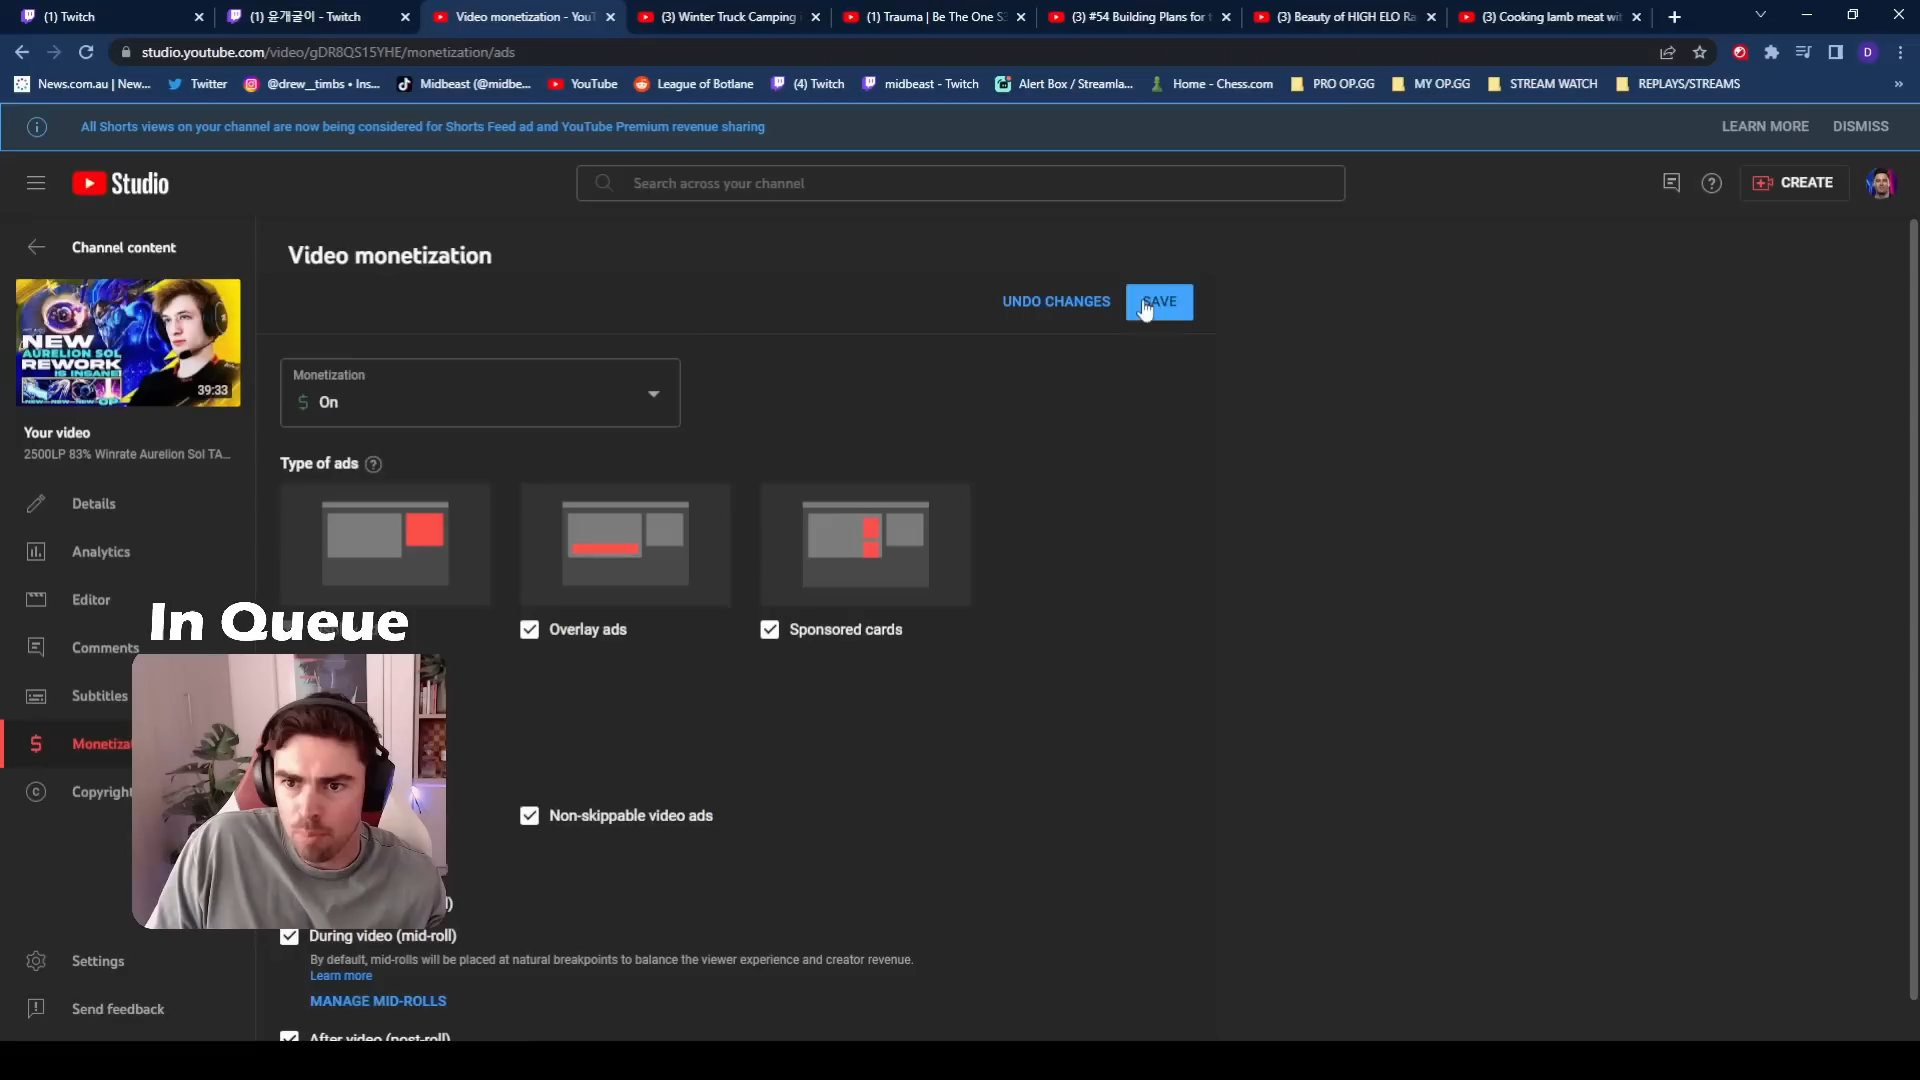 (1) Twitch
(1) 윤개굴이 - Twitch
Video monetization - YouT
(3) Winter Truck Camping i
(1) Trauma | Be The One S3
(3) #54 Building Plans for t
(3) Beauty of HIGH ELO Ra
(3) Cooking lamb meat wit
studio.youtube.com/video/gDR8QS15YHE/monetization/ads
D
News.com.au | New...
Twitter
@drew_timbs • Ins...
Midbeast (@midbe...
YouTube
League of Botlane
(4) Twitch
midbeast - Twitch
Alert Box / Streamla...
Home - Chess.com
PRO OP.GG
MY OP.GG
STREAM WATCH
REPLAYS/STREAMS
All Shorts views on your channel are now being considered for Shorts Feed ad and YouTube Premium revenue sharing
LEARN MORE
DISMISS
Studio
Search across your channel
CREATE
Channel content
Video monetization
UNDO CHANGES
SAVE
NEW
AURELION SOL
REWORK
IS INSANE
39:33
Monetization
$ On
Your video
2500LP 83% Winrate Aurelion Sol TA...
Type of ads
Details
Analytics
Editor
In Queue
Comments
Overlay ads
Sponsored cards
Subtitles
$ Monetiza
Copyright
Non-skippable video ads
During video (mid-roll)
By default, mid-rolls will be placed at natural breakpoints to balance the viewer experience and creator revenue.
Learn more
Settings
MANAGE MID-ROLLS
Send feedback
After video (post-roll)